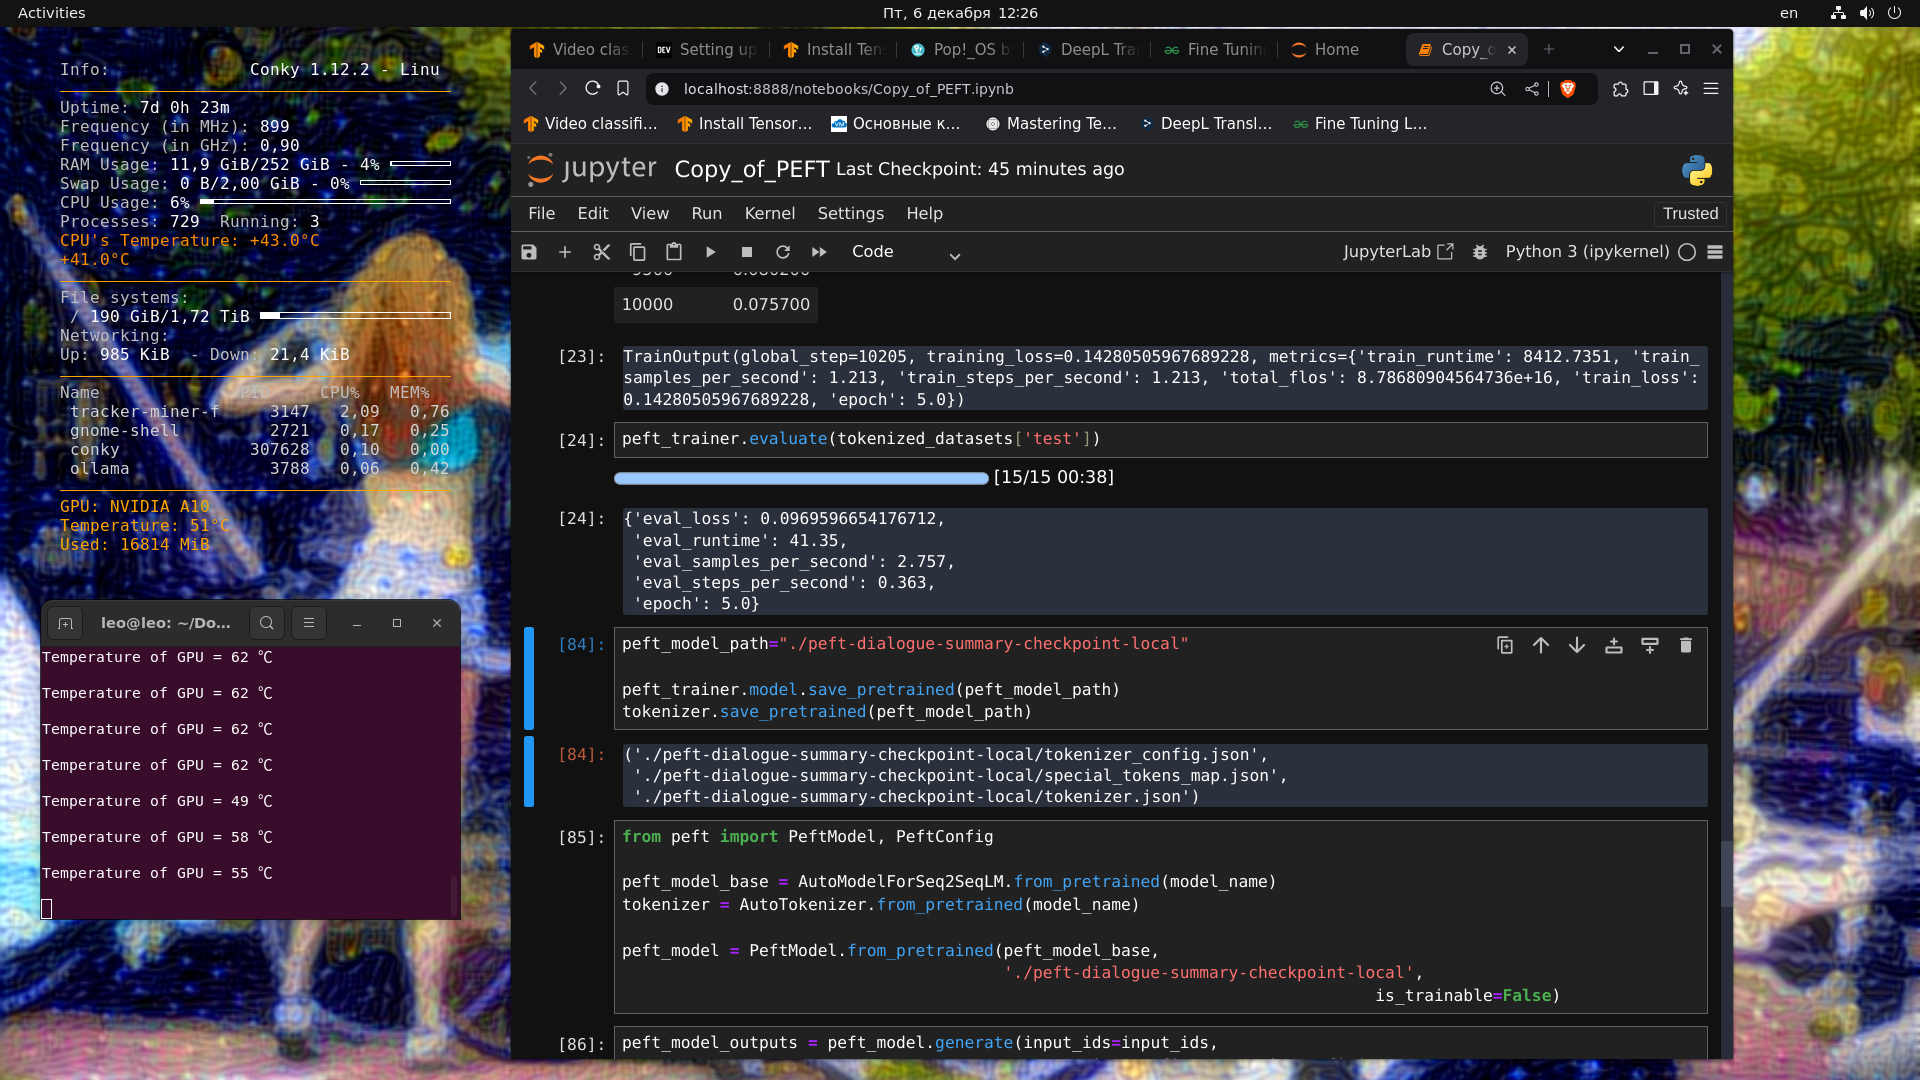 Activities
Пт, 6 декабря 12:26
en
Info: Conky 1.12.2 - Linu
Uptime: 7d 0h 23m
Frequency (in MHz): 899
Frequency (in GHz): 0,90
RAM Usage: 11,9 GiB/252 GiB - 4%
Swap Usage: 0 B/2,00 GiB - 0%
CPU Usage: 6%
Processes: 729 Running: 3
CPU's Temperature: +43.0°C
+41.0°C
File systems:
/ 190 GiB/1,72 TiB
Networking:
Up: 985 KiB - Down: 21,4 KiB
Name PID CPU% MEM%
tracker-miner-f 3147 2,09 0,76
gnome-shell 2721 0,17 0,25
conky 307628 0,10 0,00
ollama 3788 0,06 0,42
GPU: NVIDIA A10
Temperature: 51°C
Used: 16814 MiB
leo@leo: ~/Do...
Temperature of GPU = 62 ℃
Temperature of GPU = 62 ℃
Temperature of GPU = 62 ℃
Temperature of GPU = 62 ℃
Temperature of GPU = 49 ℃
Temperature of GPU = 58 ℃
Temperature of GPU = 55 ℃
Video clas DEV Setting up Install Ten Pop!_OS b DeepL Tra Fine Tuning Home Copy_o
localhost:8888/notebooks/Copy_of_PEFT.ipynb
Video classifi... Install Tensor... Основные к... Mastering Te... DeepL Transl... Fine Tuning L...
jupyter Copy_of_PEFT Last Checkpoint: 45 minutes ago
File Edit View Run Kernel Settings Help Trusted
Code JupyterLab Python 3 (ipykernel)
10000 0.075700
[23]: TrainOutput(global_step=10205, training_loss=0.14280505967689228, metrics={'train_runtime': 8412.7351, 'train_
samples_per_second': 1.213, 'train_steps_per_second': 1.213, 'total_flos': 8.78680904564736e+16, 'train_loss':
0.14280505967689228, 'epoch': 5.0})
[24]: peft_trainer.evaluate(tokenized_datasets['test'])
[15/15 00:38]
[24]: {'eval_loss': 0.0969596654176712,
'eval_runtime': 41.35,
'eval_samples_per_second': 2.757,
'eval_steps_per_second': 0.363,
'epoch': 5.0}
[84]: peft_model_path="./peft-dialogue-summary-checkpoint-local"
peft_trainer.model.save_pretrained(peft_model_path)
tokenizer.save_pretrained(peft_model_path)
[84]: ('./peft-dialogue-summary-checkpoint-local/tokenizer_config.json',
'./peft-dialogue-summary-checkpoint-local/special_tokens_map.json',
'./peft-dialogue-summary-checkpoint-local/tokenizer.json')
[85]: from peft import PeftModel, PeftConfig
peft_model_base = AutoModelForSeq2SeqLM.from_pretrained(model_name)
tokenizer = AutoTokenizer.from_pretrained(model_name)
peft_model = PeftModel.from_pretrained(peft_model_base,
'./peft-dialogue-summary-checkpoint-local',
is_trainable=False)
[86]: peft_model_outputs = peft_model.generate(input_ids=input_ids,